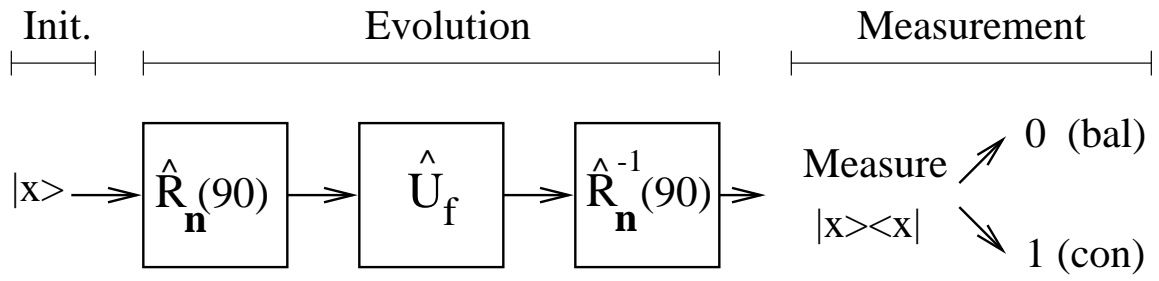 Init. Evolution Measurement
|x> R̂n(90) Ûf R̂n-1(90) Measure 0 (bal)
|x><x| 1 (con)